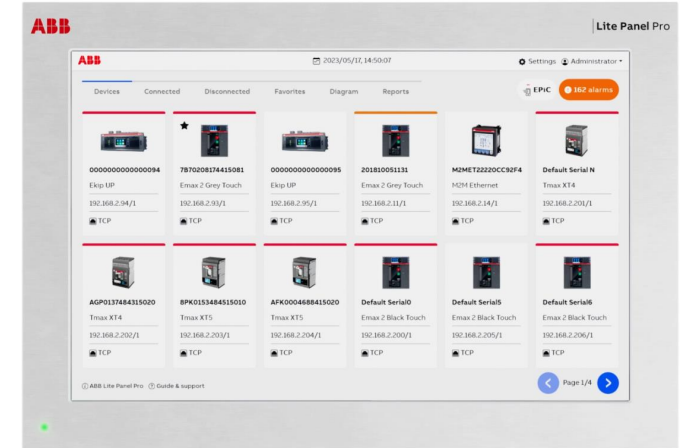 ABB
Lite Panel Pro
ABB
2023/05/17, 14:50:07
Settings Administrator
Devices Connected Disconnected Favorites Diagram Reports
EPiC
162 alarms
0000000000000094 7B70208174415081 0000000000000095 201810051131 M2MET22220CC92F4 Default Serial N
Ekip UP Emax 2 Grey Touch Ekip UP Emax 2 Grey Touch M2M Ethernet Tmax XT4
192.168.2.94/1 192.168.2.93/1 192.168.2.95/1 192.168.2.11/1 192.168.2.14/1 192.168.2.201/1
TCP TCP TCP TCP TCP TCP
AGP0137484315020 8PK0153484515010 AFK0004688415020 Default Serial0 Default Serial5 Default Serial6
Tmax XT4 Tmax XT5 Tmax XT5 Emax 2 Black Touch Emax 2 Black Touch Emax 2 Black Touch
192.168.2.202/1 192.168.2.203/1 192.168.2.204/1 192.168.2.200/1 192.168.2.205/1 192.168.2.206/1
TCP TCP TCP TCP TCP TCP
ABB Lite Panel Pro Guide & support
Page 1/4